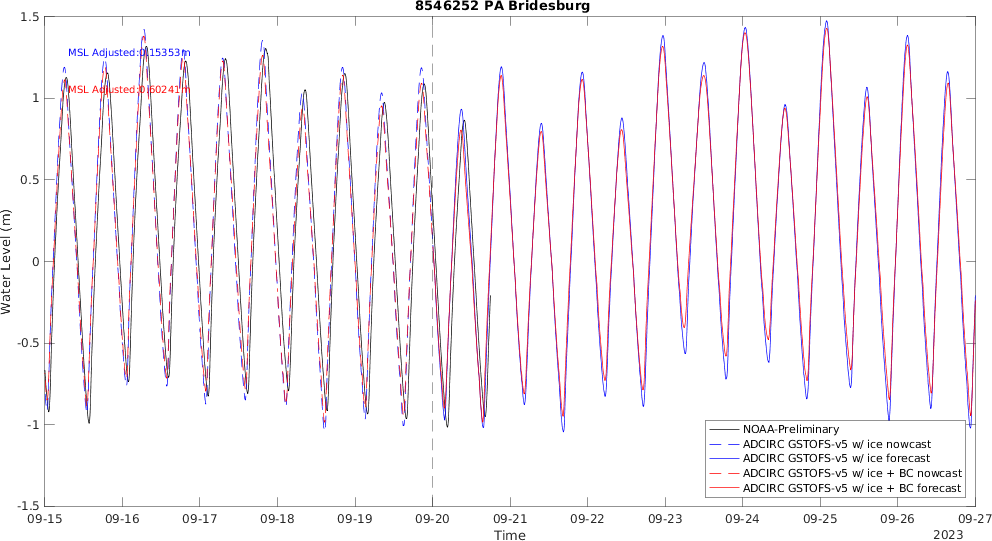 8546252 PA Bridesburg
MSL Adjusted:0.15353m
MSL Adjusted:0.60241m
Water Level (m)
1.5
1
0.5
0
-0.5
-1
-1.5
NOAA-Preliminary
ADCIRC GSTOFS-v5 w/ ice nowcast
ADCIRC GSTOFS-v5 w/ ice forecast
ADCIRC GSTOFS-v5 w/ ice + BC nowcast
ADCIRC GSTOFS-v5 w/ ice + BC forecast
09-15 09-16 09-17 09-18 09-19 09-20 09-21 09-22 09-23 09-24 09-25 09-26 09-27
Time
2023